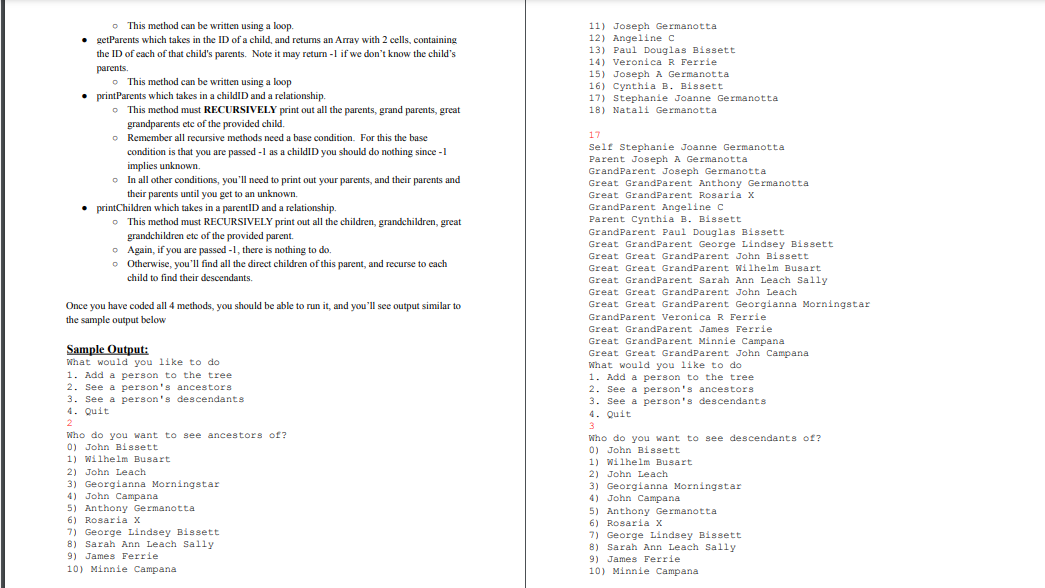 o This method can be written using a loop.
• getParents which takes in the ID of a child, and returns an Array with 2 cells, containing
the ID of each of that child's parents. Note it may return -1 if we don't know the child's
parents.
o This method can be written using a loop
• printParents which takes in a childID and a relationship.
o This method must RECURSIVELY print out all the parents, grand parents, great
grandparents etc of the provided child.
o Remember all recursive methods need a base condition. For this the base
condition is that you are passed -1 as a childID you should do nothing since -1
implies unknown.
o In all other conditions, you'll need to print out your parents, and their parents and
their parents until you get to an unknown.
• printChildren which takes in a parentID and a relationship.
o This method must RECURSIVELY print out all the children, grandchildren, great
grandchildren etc of the provided parent.
o Again, if you are passed -1, there is nothing to do.
o Otherwise, you'll find all the direct children of this parent, and recurse to each
child to find their descendants.
Once you have coded all 4 methods, you should be able to run it, and you'll see output similar to
the sample output below
Sample Output:
What would you like to do
1. Add a person to the tree
2. See a person's ancestors
3. See a person's descendants
4. Quit
2
Who do you want to see ancestors of?
0) John Bissett
1) Wilhelm Busart
2) John Leach
3) Georgianna Morningstar
4) John Campana
5) Anthony Germanotta
6) Rosaria X
7) George Lindsey Bissett
8) Sarah Ann Leach Sally
9) James Ferrie
10) Minnie Campana
11) Joseph Germanotta
12) Angeline C
13) Paul Douglas Bissett
14) Veronica R Ferrie
15) Joseph A Germanotta
16) Cynthia B. Bissett
17) Stephanie Joanne Germanotta
18) Natali Germanotta
17
Self Stephanie Joanne Germanotta
Parent Joseph A Germanotta
GrandParent Joseph Germanotta
Great GrandParent Anthony Germanotta
Great GrandParent Rosaria X
GrandParent Angeline C
Parent Cynthia B. Bissett
GrandParent Paul Douglas Bissett
Great GrandParent George Lindsey Bissett
Great Great GrandParent John Bissett
Great Great GrandParent Wilhelm Busart
Great GrandParent Sarah Ann Leach Sally
Great Great GrandParent John Leach
Great Great GrandParent Georgianna Morningstar
GrandParent Veronica R Ferrie
Great GrandParent James Ferrie
Great GrandParent Minnie Campana
Great Great GrandParent John Campana
What would you like to do
1. Add a person to the tree
2. See a person's ancestors
3. See a person's descendants
4. Quit
3
Who do you want to see descendants of?
0) John Bissett
1) Wilhelm Busart
2) John Leach
3) Georgianna Morningstar
4) John Campana
5) Anthony Germanotta
6) Rosaria X
7) George Lindsey Bissett
8) Sarah Ann Leach Sally
9) James Ferrie
10) Minnie Campana